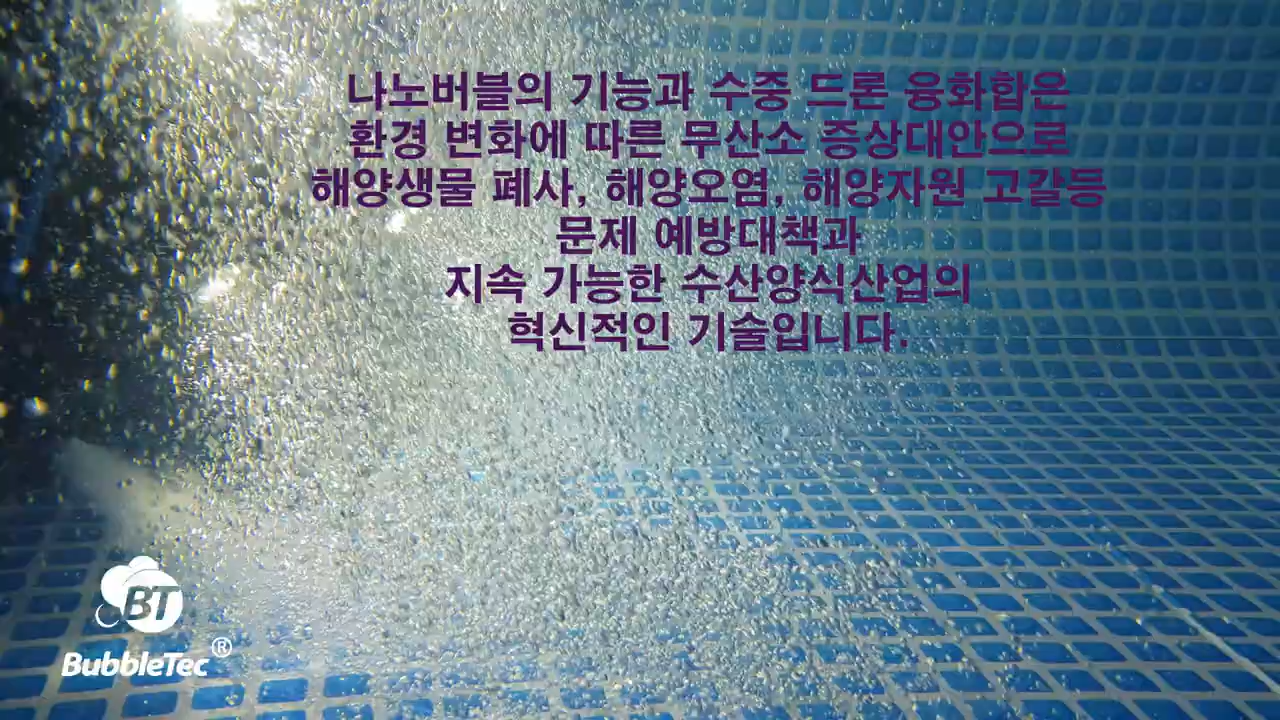 나노버블의 기능과 수중 드론 융화합은
환경 변화에 따른 무산소 증상대안으로
해양생물 폐사, 해양오염, 해양자원 고갈등
문제 예방대책과
지속 가능한 수산양식산업의
혁신적인 기술입니다.
BT
BubbleTec®